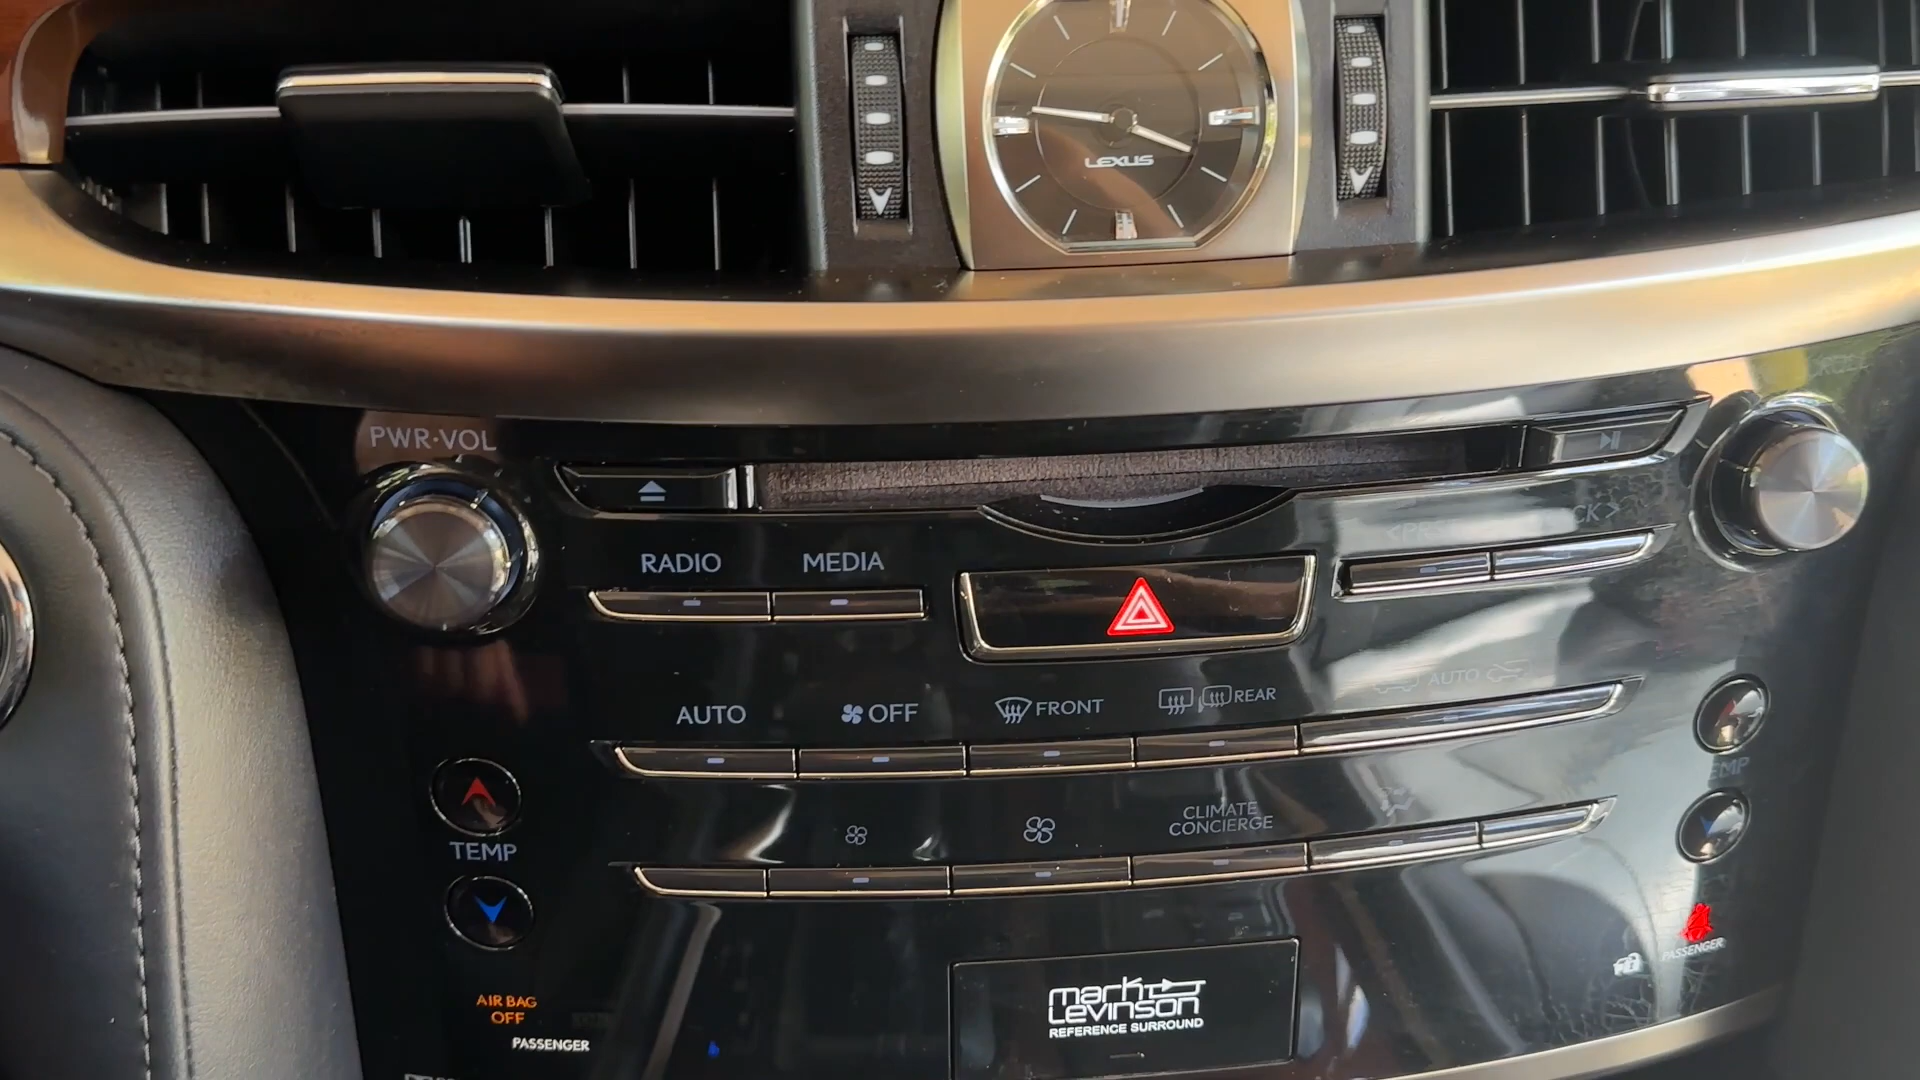 LEXUS
PWR·VOL
RADIO
MEDIA
AUTO
OFF
FRONT
REAR
AUTO
TEMP
CLIMATE
CONCIERGE
AIR BAG
OFF
PASSENGER
PASSENGER
mark
Levinson
REFERENCE SURROUND